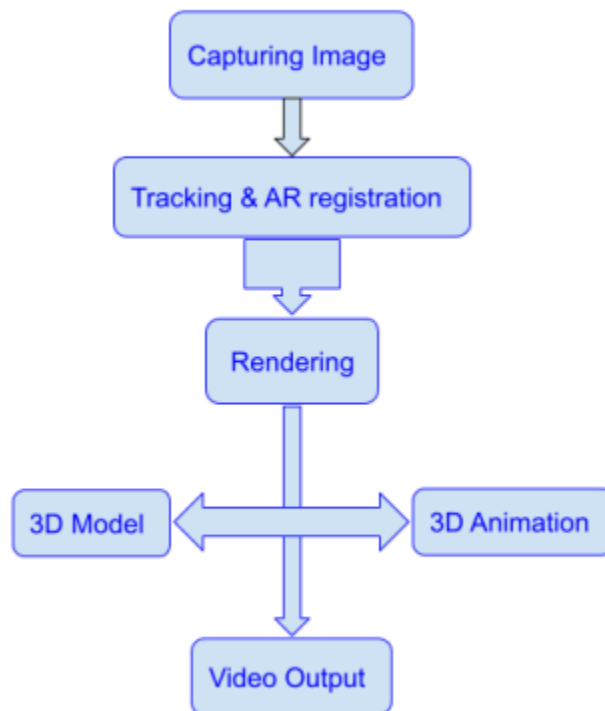 Capturing Image
Tracking & AR registration
Rendering
3D Model
3D Animation
Video Output